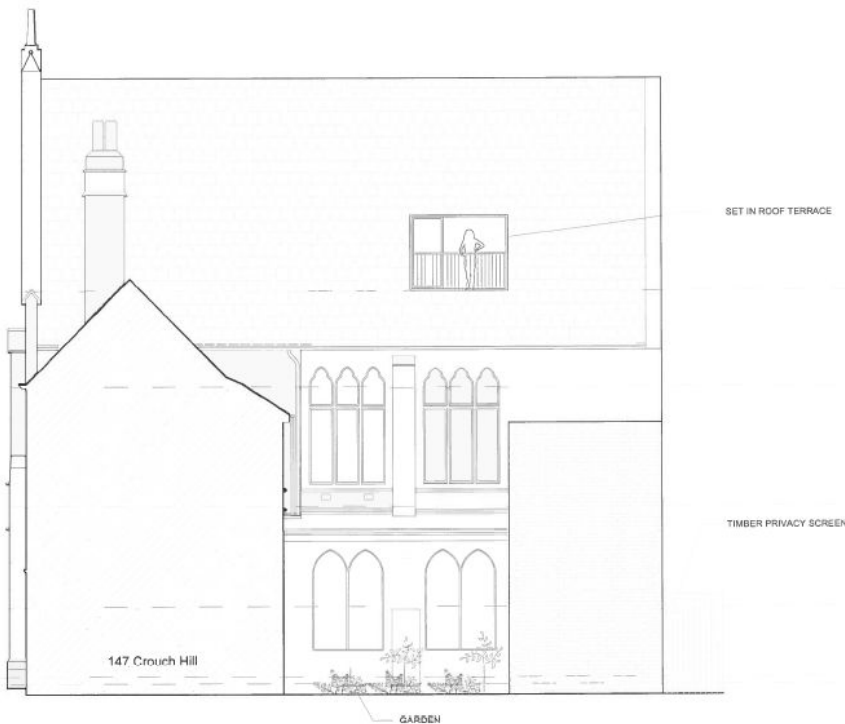 SET IN ROOF TERRACE
TIMBER PRIVACY SCREEN
147 Crouch Hill
GARDEN